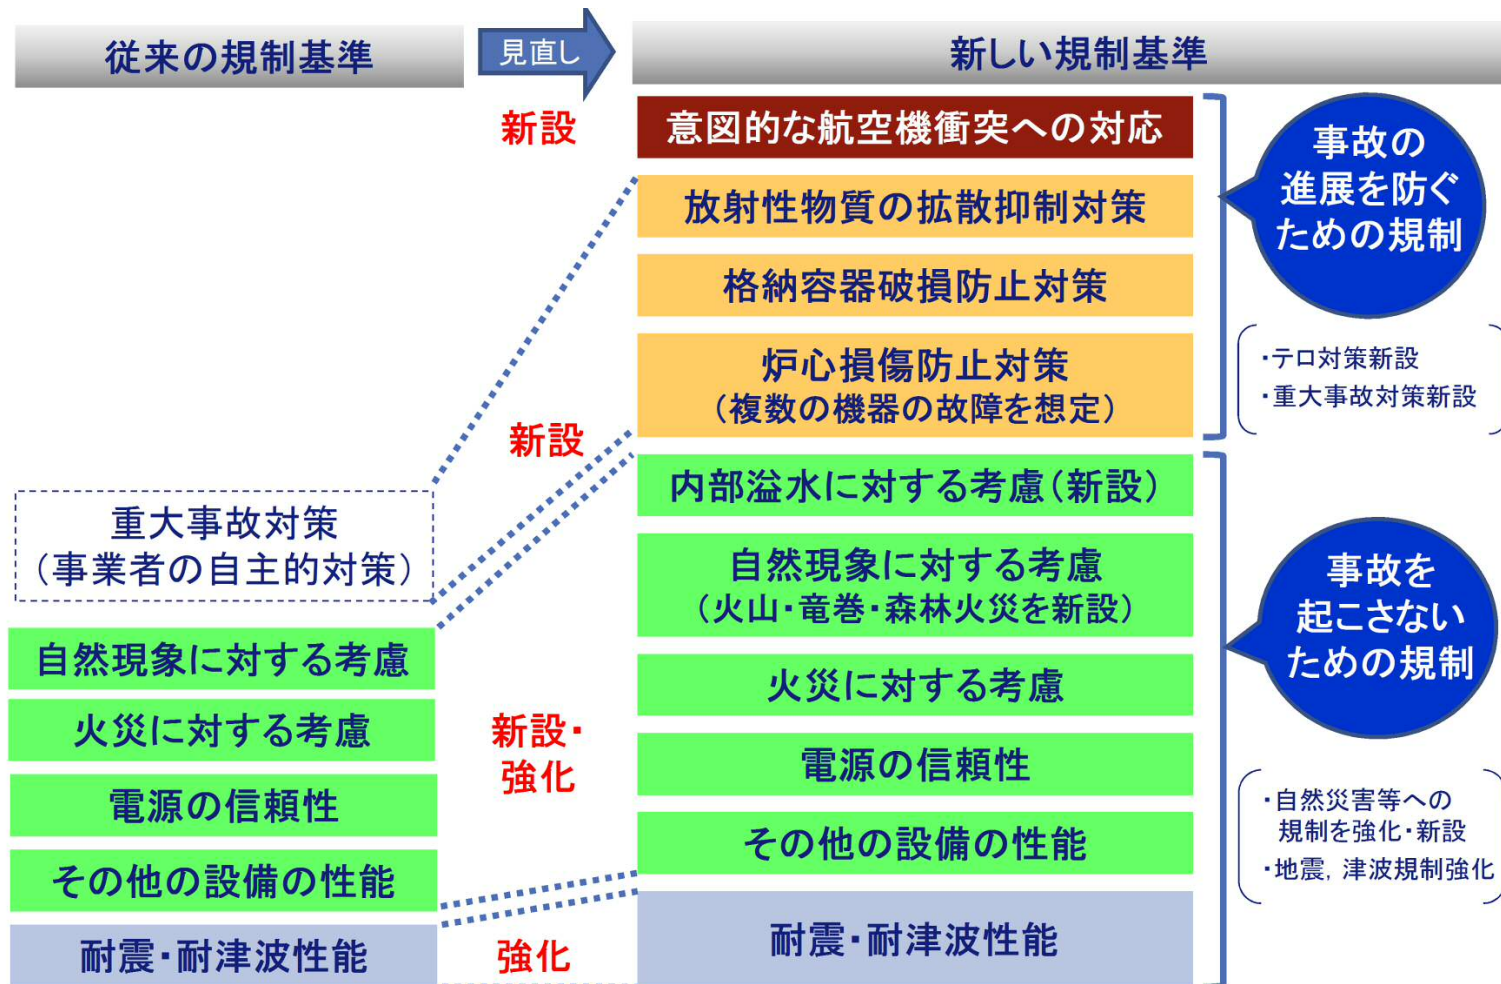 従来の規制基準
見直し
新しい規制基準
新設
意図的な航空機衝突への対応
放射性物質の拡散抑制対策
格納容器破損防止対策
炉心損傷防止対策
（複数の機器の故障を想定）
事故の
進展を防ぐ
ための規制
・テロ対策新設
・重大事故対策新設
新設
重大事故対策
（事業者の自主的対策）
自然現象に対する考慮
火災に対する考慮
電源の信頼性
その他の設備の性能
耐震・耐津波性能
新設・
強化
強化
内部溢水に対する考慮（新設）
自然現象に対する考慮
（火山・竜巻・森林火災を新設）
火災に対する考慮
電源の信頼性
その他の設備の性能
耐震・耐津波性能
事故を
起こさない
ための規制
・自然災害等への
規制を強化・新設
・地震，津波規制強化